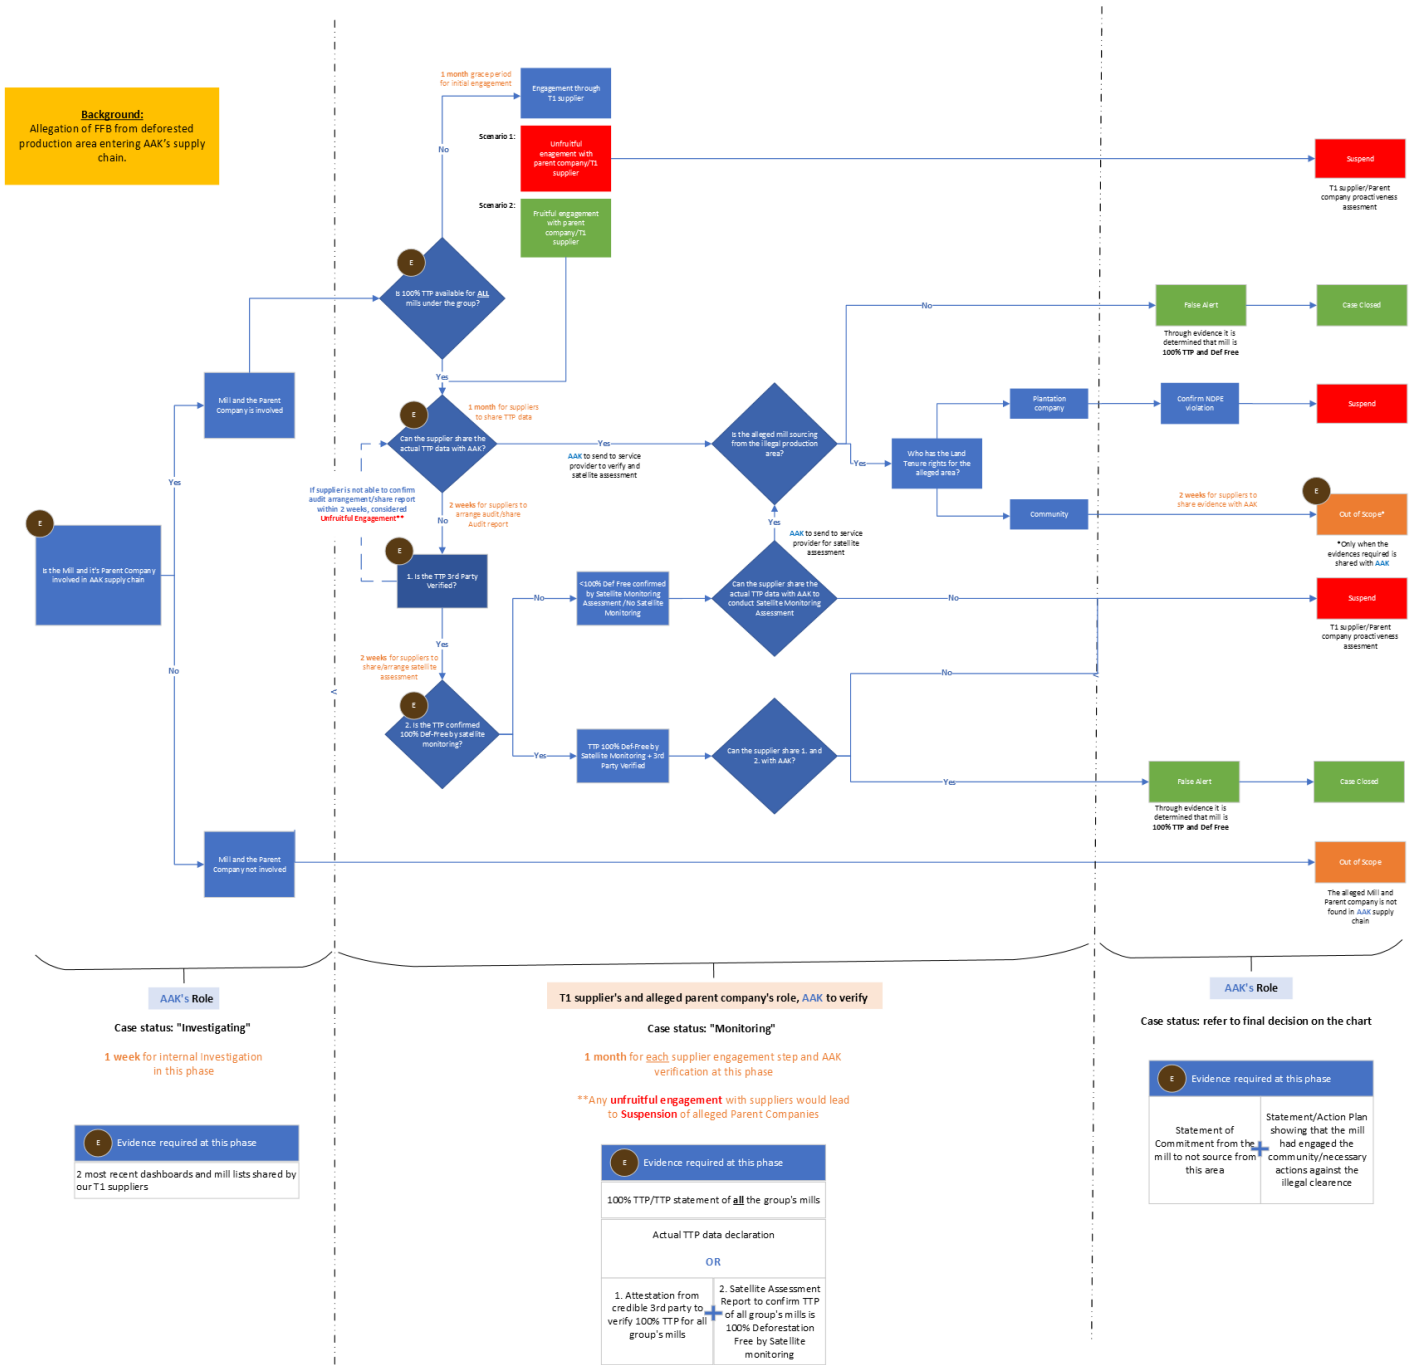 Background:
Allegation of FFB from deforested
production area entering AAK's supply
chain.
1 month grace period
for initial engagement
Engagement through
T1 supplier
No
Scenario 1:
Unfruitful
enagement with
parent company/T1
supplier
Suspend
T1 supplier/Parent
company proactiveness
assesment
Scenario 2:
Fruitful engagement
with parent
company/T1
supplier
E
Is 100% TTP available for ALL
mills under the group?
No
False Alert
Case Closed
Through evidence it is
determined that mill is
100% TTP and Def Free
Yes
Mill and the Parent
Company is involved
E
1 month for suppliers
to share TTP data
Can the supplier share the
actual TTP data with AAK?
Yes
AAK to send to service
provider to verify and
satellite assessment
Is the alleged mill sourcing
from the illegal production
area?
Yes
Who has the Land
Tenure rights for the
alleged area?
Plantation
company
Confirm NDPE
violation
Suspend
Community
2 weeks for suppliers to
share evidence with AAK
E
Out of Scope*
*Only when the
evidences required is
shared with AAK
Yes
If supplier is not able to confirm
audit arrangement/share report
within 2 weeks, considered
Unfruitful Engagement**
2 weeks for suppliers to
arrange audit/share
Audit report
No
E
1. Is the TTP 3rd Party
Verified?
E
Is the Mill and it's Parent Company
involved in AAK supply chain
Yes
AAK to send to service
provider for satellite
assessment
No
<100% Def Free confirmed
by Satellite Monitoring
Assessment /No Satellite
Monitoring
Can the supplier share the
actual TTP data with AAK to
conduct Satellite Monitoring
Assessment
No
Suspend
T1 supplier/Parent
company proactiveness
assesment
Yes
No
2 weeks for suppliers to
share/arrange satellite
assessment
E
2. Is the TTP confirmed
100% Def-Free by satellite
monitoring?
Yes
TTP 100% Def-Free by
Satellite Monitoring + 3rd
Party Verified
Can the supplier share 1. and
2. with AAK?
No
Yes
False Alert
Case Closed
Through evidence it is
determined that mill is
100% TTP and Def Free
Mill and the Parent
Company not involved
Out of Scope
The alleged Mill and
Parent company is not
found in AAK supply
chain
AAK's Role
Case status: "Investigating"
1 week for internal Investigation
in this phase
E Evidence required at this phase
2 most recent dashboards and mill lists shared by
our T1 suppliers
T1 supplier's and alleged parent company's role, AAK to verify
Case status: "Monitoring"
1 month for each supplier engagement step and AAK
verification at this phase
**Any unfruitful engagement with suppliers would lead
to Suspension of alleged Parent Companies
E Evidence required at this phase
100% TTP/TTP statement of all the group's mills
Actual TTP data declaration
OR
1. Attestation from
credible 3rd party to
verify 100% TTP for all
group's mills
2. Satellite Assessment
Report to confirm TTP
of all group's mills is
100% Deforestation
Free by Satellite
monitoring
AAK's Role
Case status: refer to final decision on the chart
E Evidence required at this phase
Statement of
Commitment from the
mill to not source from
this area
Statement/Action Plan
showing that the mill
had engaged the
community/necessary
actions against the
illegal clearence